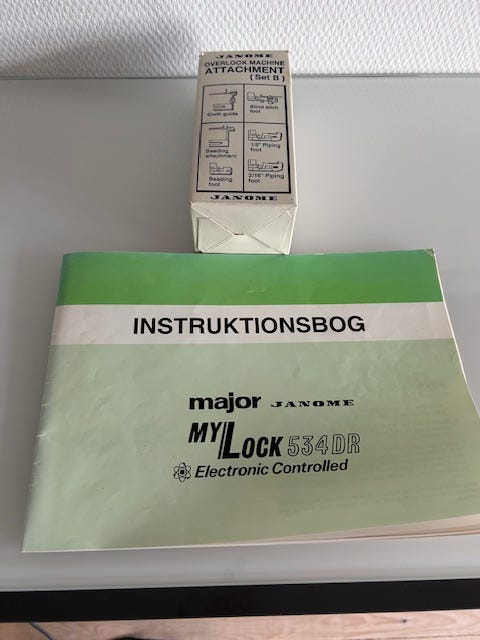 JANOME
OVERLOCK MACHINE
ATTACHMENT
(Set B)
Cloth guide
Blind stich foot
Beading attachment
1/8" Piping foot
Beading foot
3/16" Piping foot
JANOME
INSTRUKTIONSBOG
major JANOME
MY LOCK 534DR
Electronic Controlled